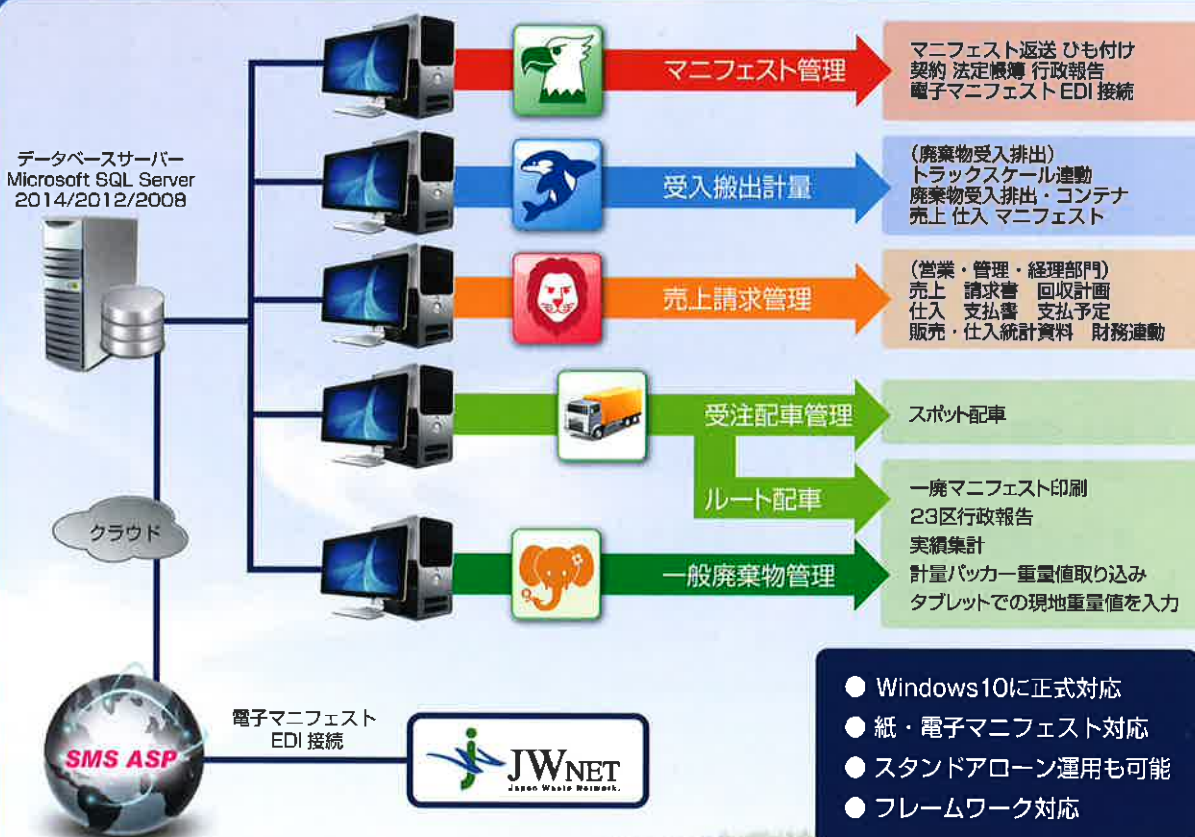 マニフェスト管理
マニフェスト返送 ひも付け
契約 法定帳簿 行政報告
電子マニフェスト EDI 接続
データベースサーバー
Microsoft SQL Server
2014/2012/2008
受入搬出計量
(廃棄物受入排出)
トラックスケール連動
廃棄物受入排出・コンテナ
売上 仕入 マニフェスト
売上請求管理
(営業・管理・経理部門)
売上 請求書 回収計画
仕入 支払書 支払予定
販売・仕入統計資料 財務連動
受注配車管理
スポット配車
ルート配車
一廃マニフェスト印刷
23区行政報告
実績集計
計量パッカー重量値取り込み
タブレットでの現地重量値を入力
クラウド
一般廃棄物管理
SMS ASP
電子マニフェスト
EDI 接続
JWNET
Japan Waste Network.
● Windows10に正式対応
● 紙・電子マニフェスト対応
● スタンドアローン運用も可能
● フレームワーク対応